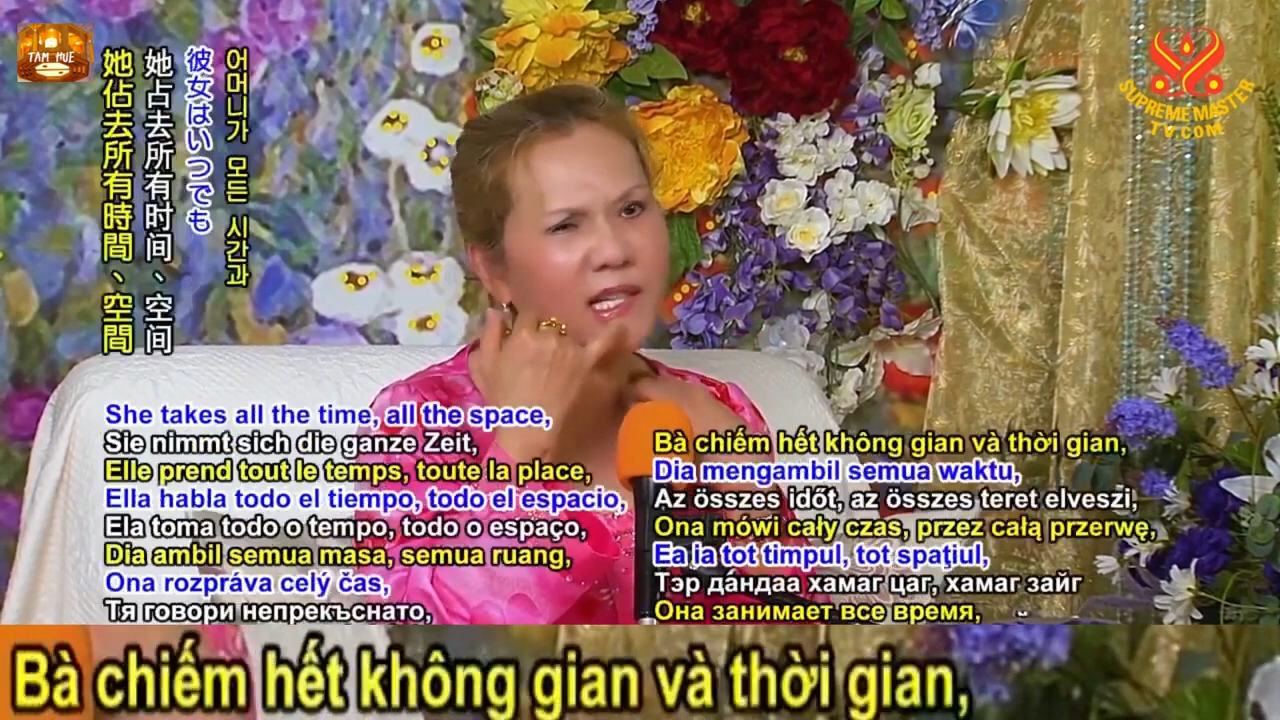 TAM HUE
SUPREME MASTER
TV.COM
어머니가 모든 시간과
彼女はいつでも
她占去所有时间、空间
她佔去所有時間、空間
She takes all the time, all the space,
Sie nimmt sich die ganze Zeit,
Elle prend tout le temps, toute la place,
Ella habla todo el tiempo, todo el espacio,
Ela toma todo o tempo, todo o espaço,
Dia ambil semua masa, semua ruang,
Ona rozpráva celý čas,
Тя говори непрекъснато,
Bà chiếm hết không gian và thời gian,
Dia mengambil semua waktu,
Az összes időt, az összes teret elveszi,
Ona mówi cały czas, przez całą przerwę,
Ea ia tot timpul, tot spaţiul,
Тэр дáндаа хамаг цаг, хамаг зайг
Она занимает все время,
Bà chiếm hết không gian và thời gian,